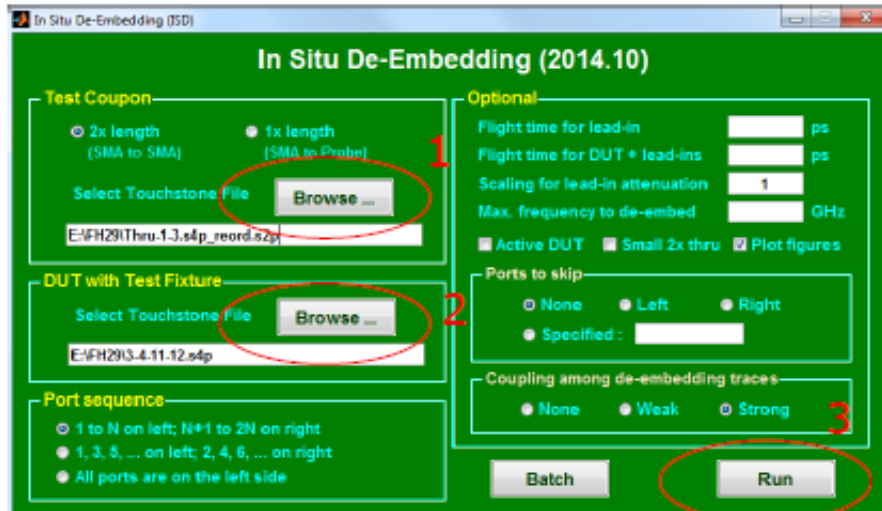 In Situ De-Embedding (ISD)
In Situ De-Embedding (2014.10)
Test Coupon
2x length
(SMA to SMA)
1x length
(SMA to Probe)
1
Select Touchstone File
Browse ...
E:\FH29\Thru-1-3.s4p_reord.s2p
DUT with Test Fixture
Select Touchstone File
Browse ...
2
E:\FH29\3-4-11-12.s4p
Port sequence
1 to N on left; N+1 to 2N on right
1, 3, 5, ... on left; 2, 4, 6, ... on right
All ports are on the left side
Optional
Flight time for lead-in ps
Flight time for DUT + lead-ins ps
Scaling for lead-in attenuation 1
Max. frequency to de-embed GHz
Active DUT Small 2x thru Plot figures
Ports to skip
None Left Right
Specified :
Coupling among de-embedding traces
None Weak Strong
3
Batch Run